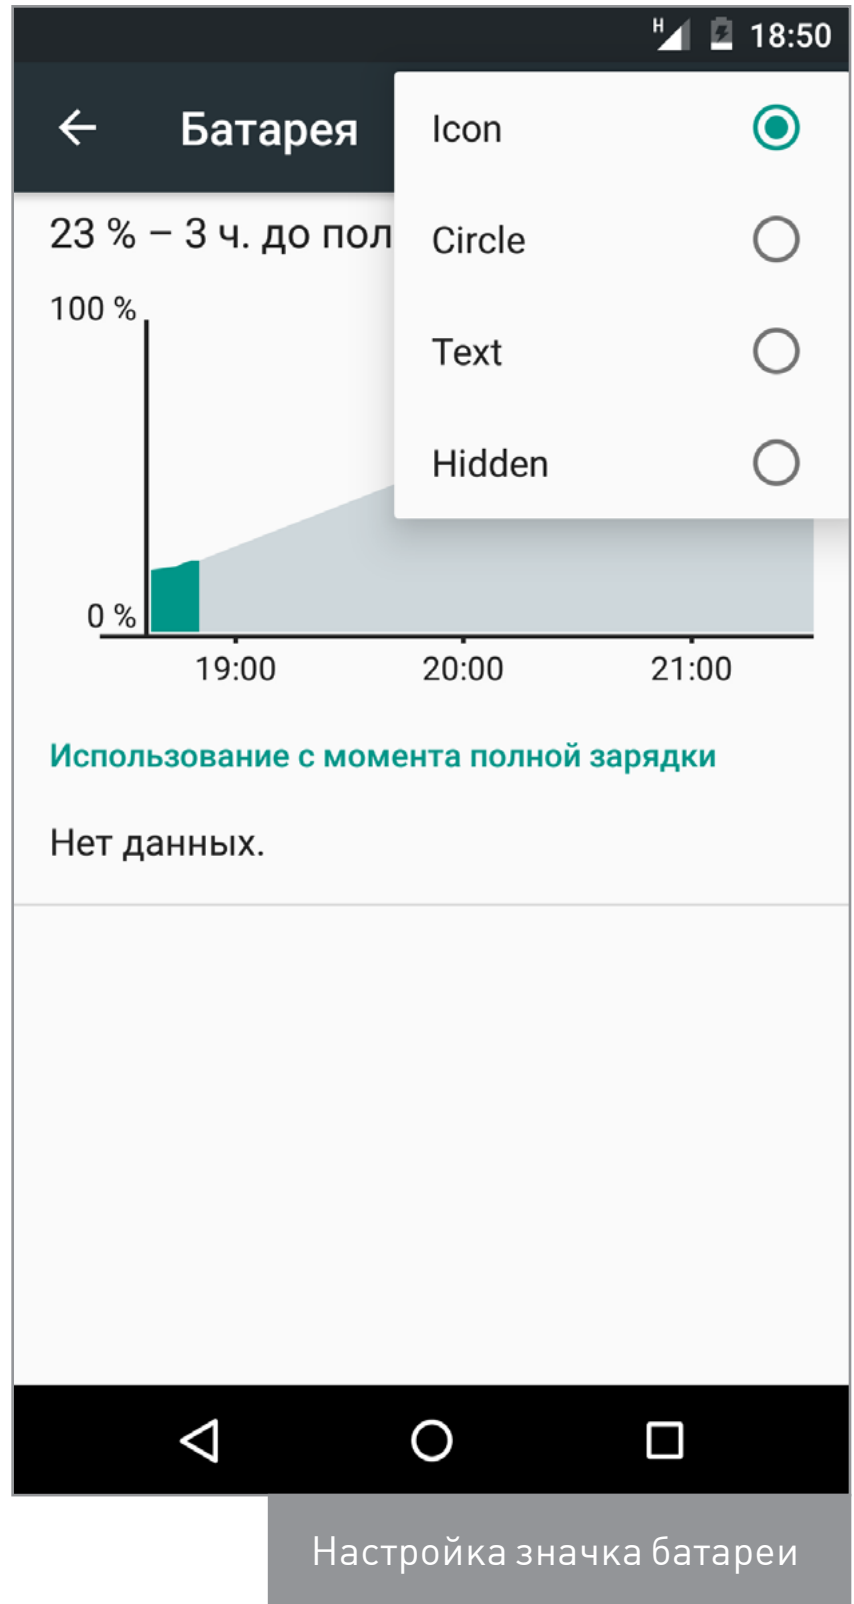 H 18:50
Батарея
Icon
Circle
Text
Hidden
23 % – 3 ч. до пол
100 %
0 %
19:00 20:00 21:00
Использование с момента полной зарядки
Нет данных.
Настройка значка батареи